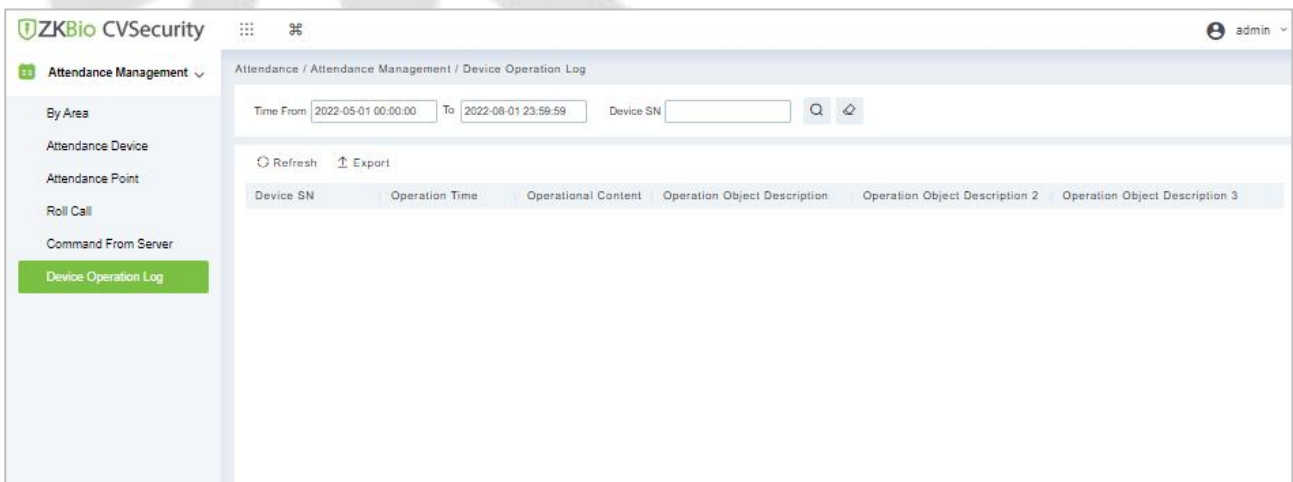 ZKBio CVSecurity
admin
Attendance Management
Attendance / Attendance Management / Device Operation Log
By Area
Attendance Device
Attendance Point
Roll Call
Command From Server
Device Operation Log
Time From 2022-05-01 00:00:00 To 2022-08-01 23:59:59 Device SN
Refresh Export
Device SN Operation Time Operational Content Operation Object Description Operation Object Description 2 Operation Object Description 3